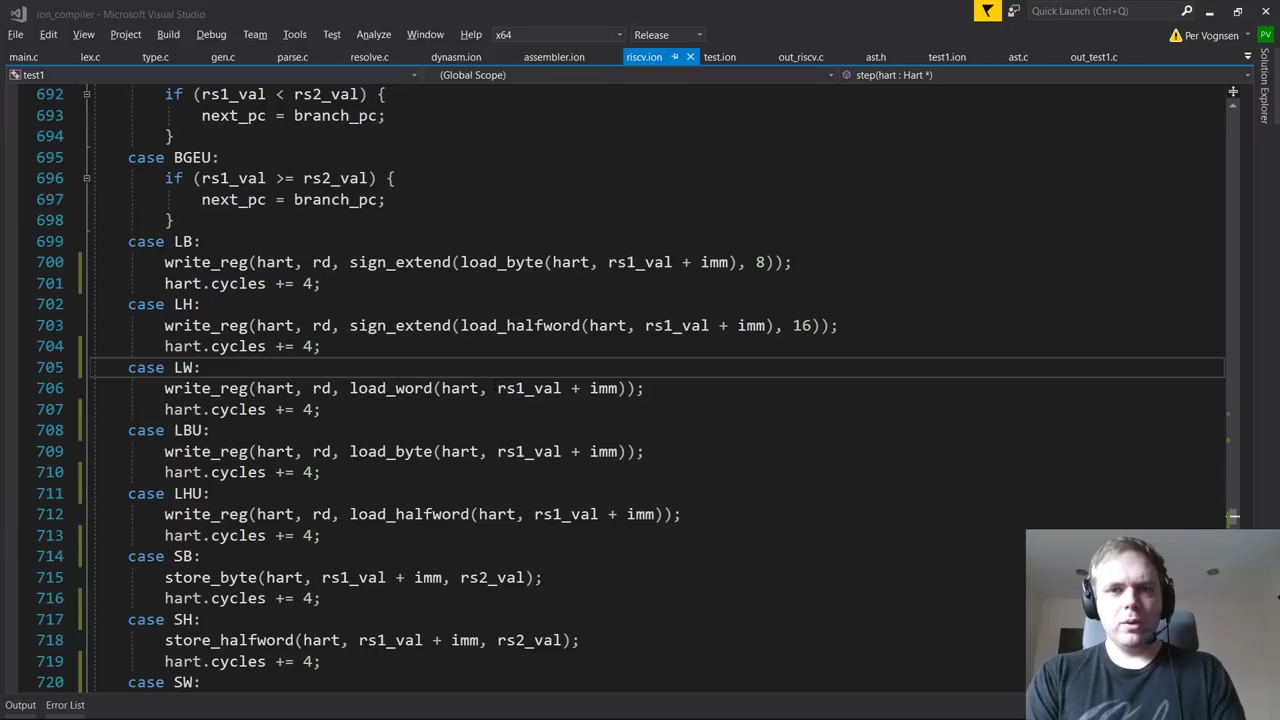 ion_compiler - Microsoft Visual Studio
Quick Launch (Ctrl+Q)
File Edit View Project Build Debug Team Tools Test Analyze Window Help x64 Release
Per Vognsen PV
main.c lex.c type.c gen.c parse.c resolve.c dynasm.ion assembler.ion riscv.ion test.ion out_riscv.c ast.h test1.ion ast.c out_test1.c
test1 (Global Scope) step(hart : Hart *)
Solution Explorer
692 if (rs1_val < rs2_val) {
693 next_pc = branch_pc;
694 }
695 case BGEU:
696 if (rs1_val >= rs2_val) {
697 next_pc = branch_pc;
698 }
699 case LB:
700 write_reg(hart, rd, sign_extend(load_byte(hart, rs1_val + imm), 8));
701 hart.cycles += 4;
702 case LH:
703 write_reg(hart, rd, sign_extend(load_halfword(hart, rs1_val + imm), 16));
704 hart.cycles += 4;
705 case LW:
706 write_reg(hart, rd, load_word(hart, rs1_val + imm));
707 hart.cycles += 4;
708 case LBU:
709 write_reg(hart, rd, load_byte(hart, rs1_val + imm));
710 hart.cycles += 4;
711 case LHU:
712 write_reg(hart, rd, load_halfword(hart, rs1_val + imm));
713 hart.cycles += 4;
714 case SB:
715 store_byte(hart, rs1_val + imm, rs2_val);
716 hart.cycles += 4;
717 case SH:
718 store_halfword(hart, rs1_val + imm, rs2_val);
719 hart.cycles += 4;
720 case SW:
Output Error List